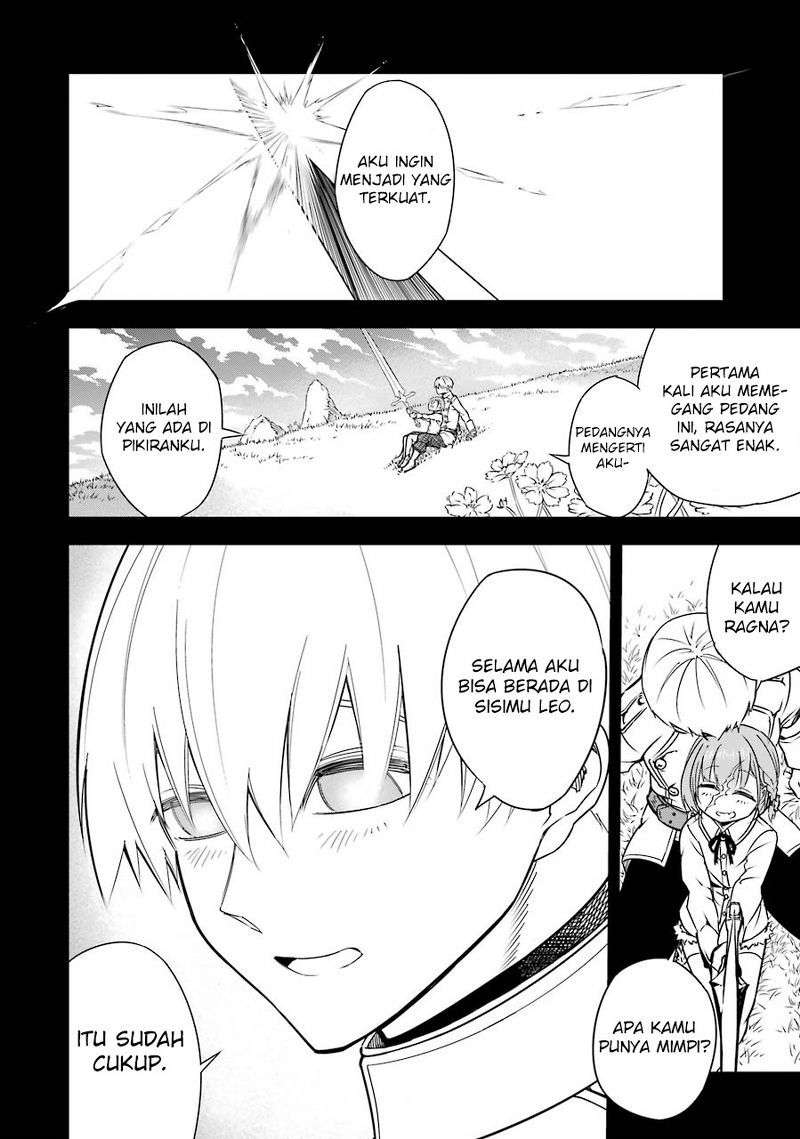 AKU INGIN
MENJADI YANG
TERKUAT.
PERTAMA
KALI AKU MEME-
GANG PEDANG
INI, RASANYA
SANGAT ENAK.
PEDANGNYA
MENGERTI
AKU-
INILAH
YANG ADA DI
PIKIRANKU.
KALAU
KAMU
RAGNA?
APA KAMU
PUNYA MIMPI?
SELAMA AKU
BISA BERADA DI
SISIMU LEO.
ITU SUDAH
CUKUP.